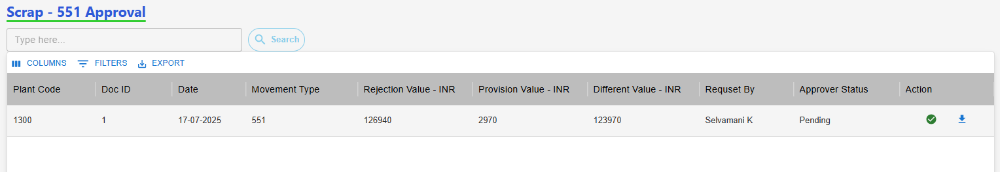 Scrap - 551 Approval
Type here... Search
COLUMNS FILTERS EXPORT
Plant Code Doc ID Date Movement Type Rejection Value - INR Provision Value - INR Different Value - INR Requset By Approver Status Action
1300 1 17-07-2025 551 126940 2970 123970 Selvamani K Pending